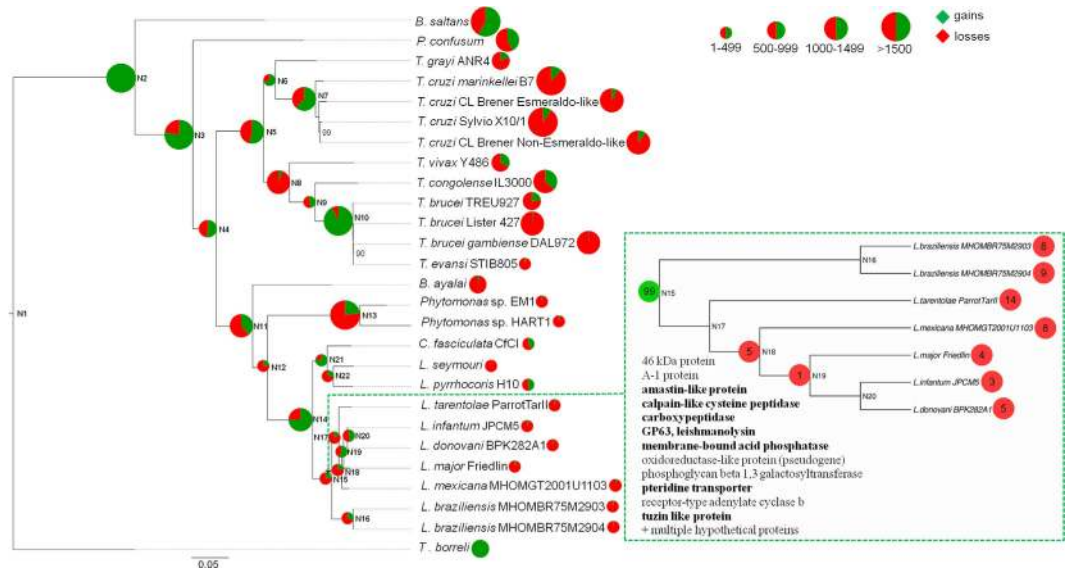 B. saltans
P. confusum
T. grayi ANR4
T. cruzi marinkellei B7
T. cruzi CL Brener Esmeraldo-like
T. cruzi Sylvio X10/1
T. cruzi CL Brener Non-Esmeraldo-like
T. vivax Y486
T. congolense IL3000
T. brucei TREU927
T. brucei Lister 427
T. brucei gambiense DAL972
T. evansi STIB805
B. ayalai
Phytomonas sp. EM1
Phytomonas sp. HART1
C. fasciculata CfCl
L. seymouri
L. pyrrhocoris H10
L. tarentolae ParrotTarII
L. infantum JPCM5
L. donovani BPK282A1
L. major Friedlin
L. mexicana MHOMGT2001U1103
L. braziliensis MHOMBR75M2903
L. braziliensis MHOMBR75M2904
T. borreli
N1
N2
N3
N4
N5
N6
N7
99
N8
N9
N10
99
N11
N12
N13
N14
N21
N22
N17
N20
N19
N18
N15
N16
0.05
1-499
500-999
1000-1499
>1500
gains
losses
L.braziliensis MHOMBR75M2903 6
N16
L.braziliensis MHOMBR75M2904 9
99 N15
L.tarentolae ParrotTarII 14
N17
L.mexicana MHOMGT2001U1103 8
5 N18
L.major Friedlin 4
1 N19
L.infantum JPCM5 3
N20
L.donovani BPK282A1 5
46 kDa protein
A-1 protein
amastin-like protein
calpain-like cysteine peptidase
carboxypeptidase
GP63, leishmanolysin
membrane-bound acid phosphatase
oxidoreductase-like protein (pseudogene)
phosphoglycan beta 1,3 galactosyltransferase
pteridine transporter
receptor-type adenylate cyclase b
tuzin like protein
+ multiple hypothetical proteins